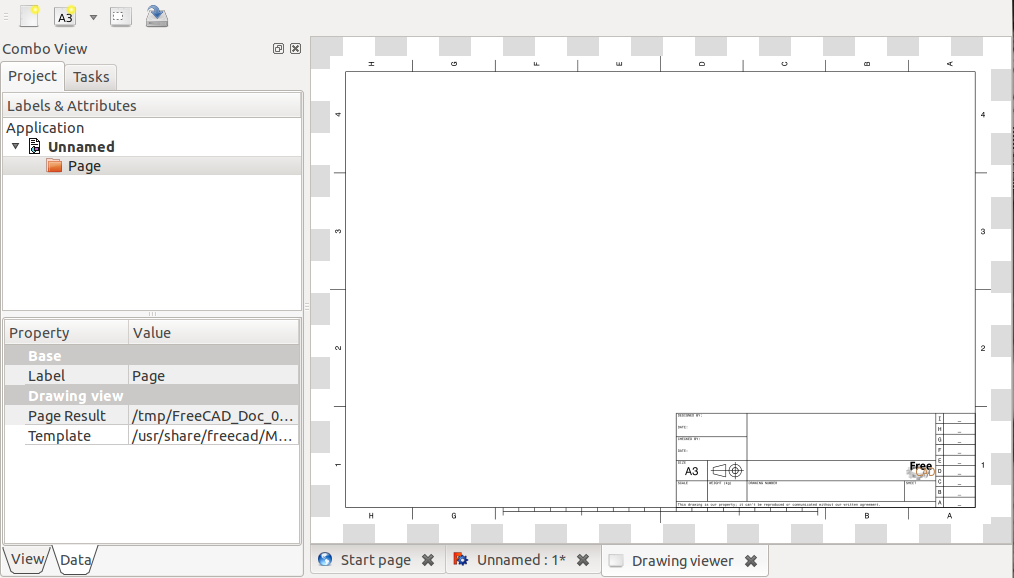 A3
Combo View
Project Tasks
Labels & Attributes
Application
Unnamed
Page
Property Value
Base
Label Page
Drawing view
Page Result /tmp/FreeCAD_Doc_0...
Template /usr/share/freecad/M...
View Data
H G F E D C B A
4 4
3 3
2 2
1 1
DESIGNED BY:
DATE:
CHECKED BY:
DATE:
SIZE
A3
SCALE WEIGHT (kg) DRAWING NUMBER SHEET
Free
CAD
I _
H _
G _
F _
E _
D _
C _
B _
A _
This drawing is our property; it can't be reproduced or communicated without our written agreement.
H G B A
Start page Unnamed : 1* Drawing viewer